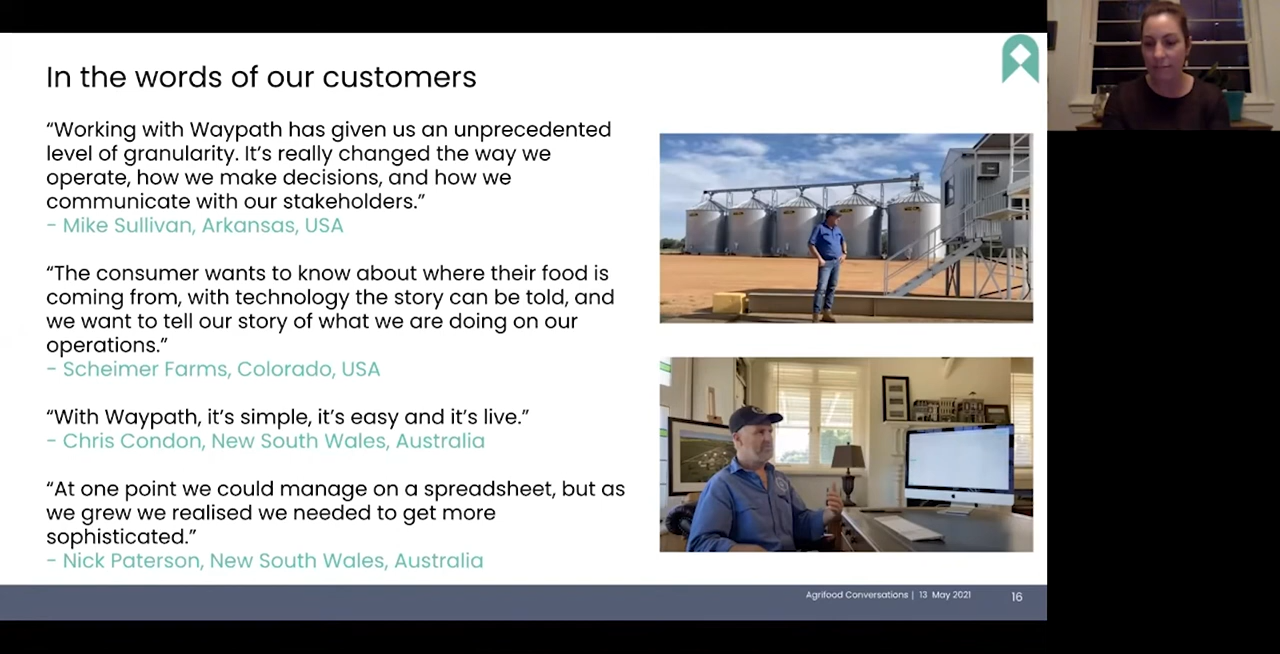 In the words of our customers
“Working with Waypath has given us an unprecedented
level of granularity. It’s really changed the way we
operate, how we make decisions, and how we
communicate with our stakeholders.”
- Mike Sullivan, Arkansas, USA
“The consumer wants to know about where their food is
coming from, with technology the story can be told, and
we want to tell our story of what we are doing on our
operations.”
- Scheimer Farms, Colorado, USA
“With Waypath, it’s simple, it’s easy and it’s live.”
- Chris Condon, New South Wales, Australia
“At one point we could manage on a spreadsheet, but as
we grew we realised we needed to get more
sophisticated.”
- Nick Paterson, New South Wales, Australia
Agrifood Conversations | 13 May 2021
16